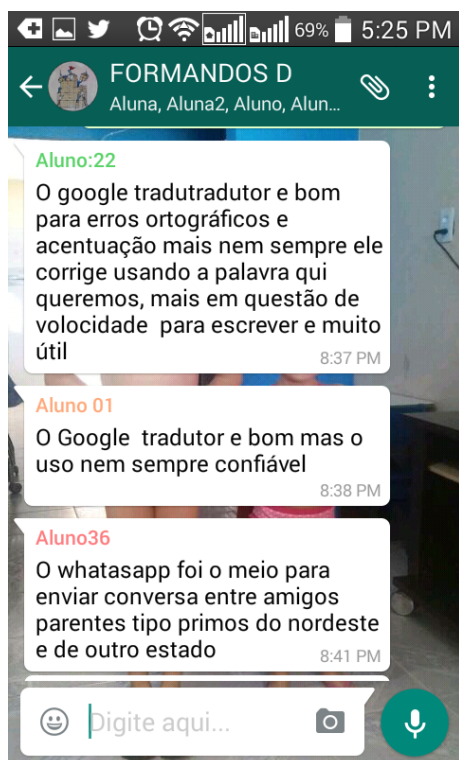 69% 5:25 PM
FORMANDOS D
Aluna, Aluna2, Aluno, Alun...
Aluno:22
O google tradutradutor e bom
para erros ortográficos e
acentuação mais nem sempre ele
corrige usando a palavra qui
queremos, mais em questão de
volocidade para escrever e muito
útil
8:37 PM
Aluno 01
O Google tradutor e bom mas o
uso nem sempre confiável
8:38 PM
Aluno36
O whatasapp foi o meio para
enviar conversa entre amigos
parentes tipo primos do nordeste
e de outro estado
8:41 PM
Digite aqui...